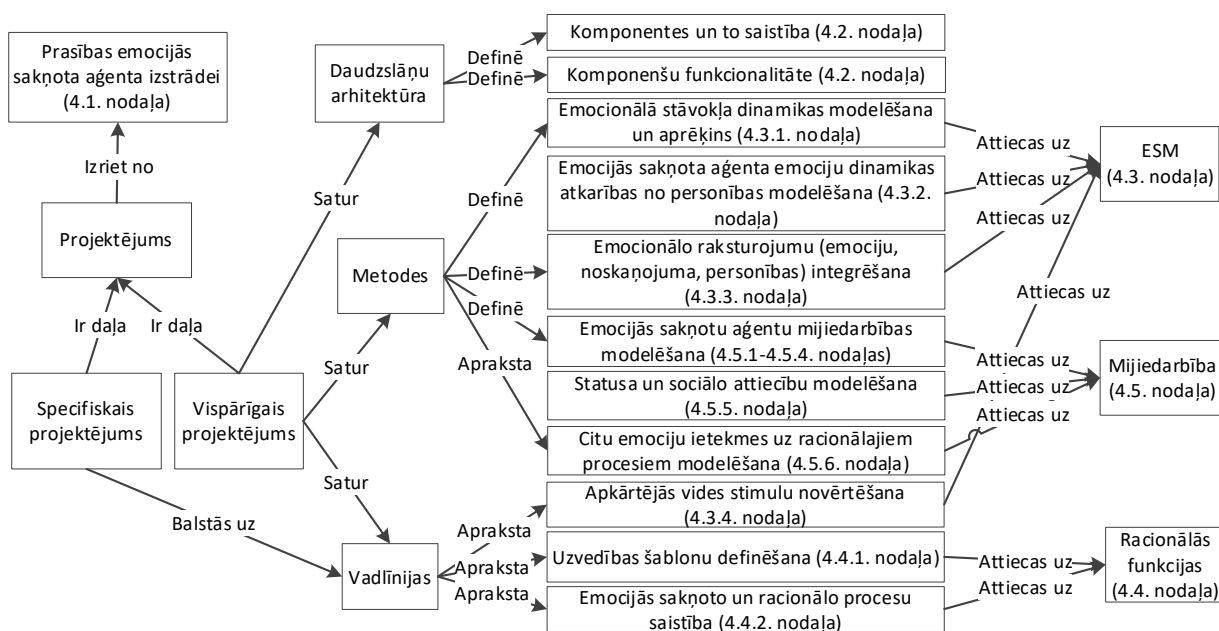 Prasības emocijās
sakņota aģenta izstrādei
(4.1. nodaļa)
Izriet no
Projektējums
Ir daļa
Ir daļa
Specifiskais
projektējums
Vispārīgais
projektējums
Balstās uz
Satur
Satur
Satur
Daudzslāņu
arhitektūra
Metodes
Vadlīnijas
Definē
Definē
Definē
Definē
Definē
Apraksta
Apraksta
Apraksta
Apraksta
Komponentes un to saistība (4.2. nodaļa)
Komponenšu funkcionalitāte (4.2. nodaļa)
Emocionālā stāvokļa dinamikas modelēšana
un aprēķins (4.3.1. nodaļa)
Emocijās sakņota aģenta emociju dinamikas
atkarības no personības modelēšana (4.3.2.
nodaļa)
Emocionālo raksturojumu (emociju,
noskaņojuma, personības) integrēšana
(4.3.3. nodaļa)
Emocijās sakņotu aģentu mijiedarbības
modelēšana (4.5.1-4.5.4. nodaļas)
Statusa un sociālo attiecību modelēšana
(4.5.5. nodaļa)
Citu emociju ietekmes uz racionālajiem
procesiem modelēšana (4.5.6. nodaļa)
Apkārtējās vides stimulu novērtēšana
(4.3.4. nodaļa)
Uzvedības šablonu definēšana (4.4.1. nodaļa)
Emocijās sakņoto un racionālo procesu
saistība (4.4.2. nodaļa)
Attiecas uz
Attiecas uz
Attiecas uz
Attiecas uz
Attiecas uz
Attiecas uz
Attiecas uz
Attiecas uz
Attiecas uz
ESM
(4.3. nodaļa)
Mijiedarbība
(4.5. nodaļa)
Racionālās
funkcijas
(4.4. nodaļa)